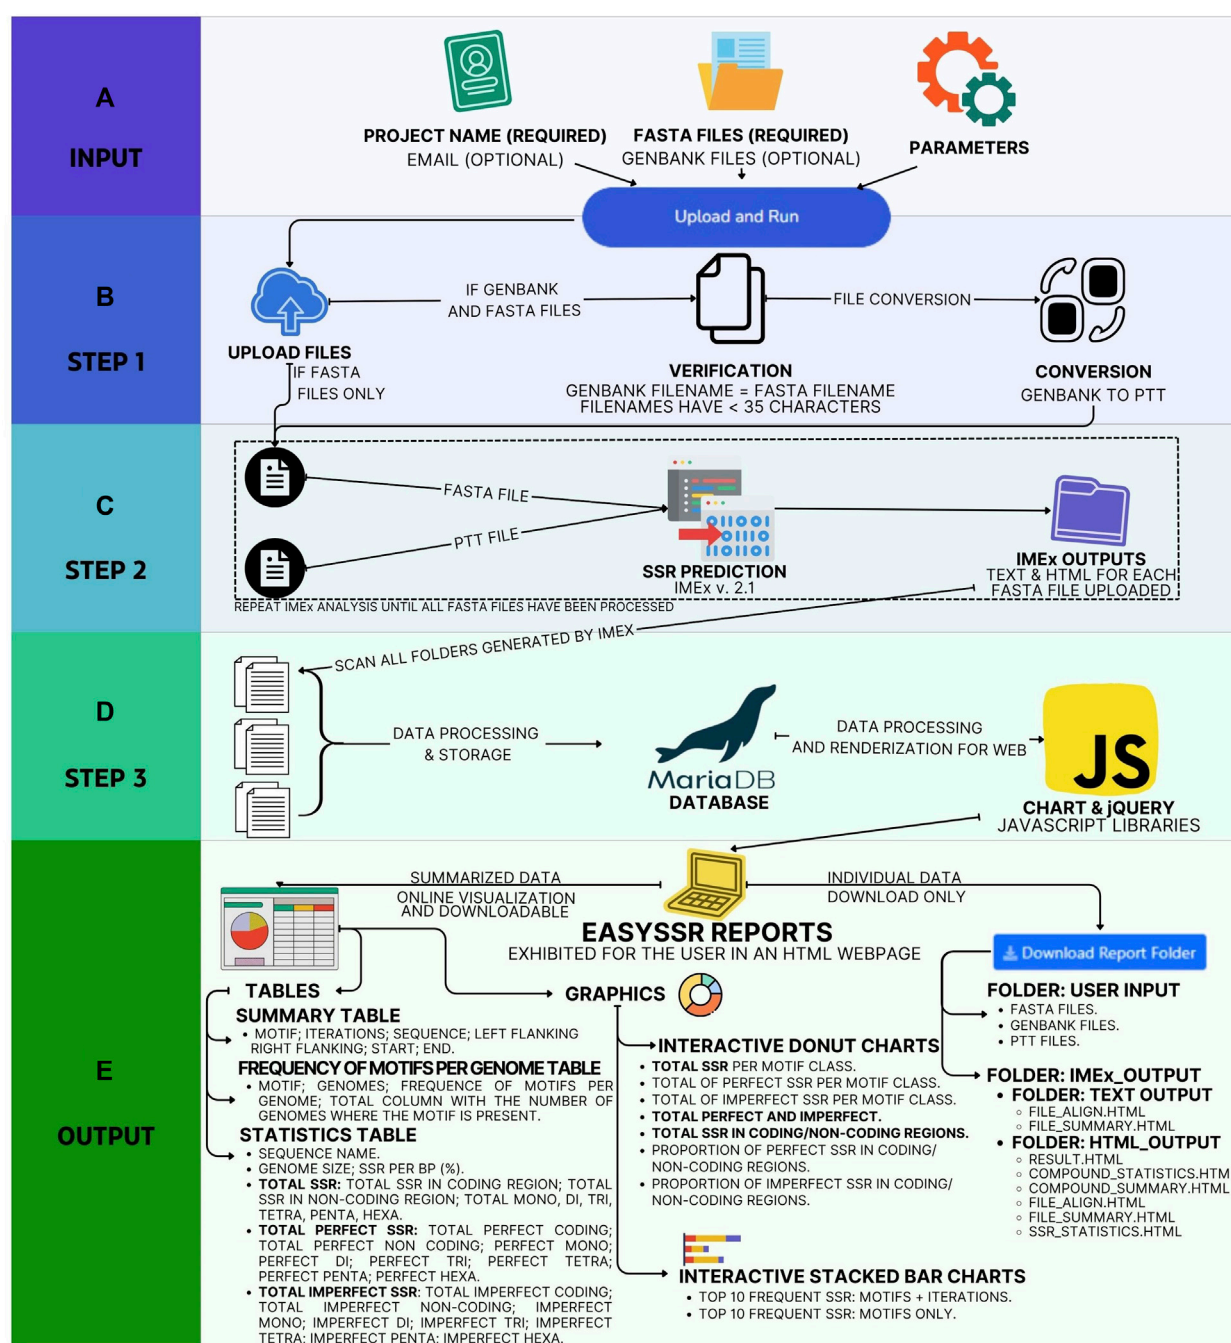 A
INPUT
PROJECT NAME (REQUIRED)
EMAIL (OPTIONAL)
FASTA FILES (REQUIRED)
GENBANK FILES (OPTIONAL)
PARAMETERS
Upload and Run
B
STEP 1
UPLOAD FILES
IF GENBANK
AND FASTA FILES
IF FASTA
FILES ONLY
VERIFICATION
GENBANK FILENAME = FASTA FILENAME
FILENAMES HAVE < 35 CHARACTERS
FILE CONVERSION
CONVERSION
GENBANK TO PTT
C
STEP 2
FASTA FILE
PTT FILE
SSR PREDICTION
IMEx v. 2.1
IMEx OUTPUTS
TEXT & HTML FOR EACH
FASTA FILE UPLOADED
REPEAT IMEx ANALYSIS UNTIL ALL FASTA FILES HAVE BEEN PROCESSED
D
STEP 3
SCAN ALL FOLDERS GENERATED BY IMEX
DATA PROCESSING
& STORAGE
MariaDB
DATABASE
DATA PROCESSING
AND RENDERIZATION FOR WEB
JS
CHART & jQUERY
JAVASCRIPT LIBRARIES
E
OUTPUT
SUMMARIZED DATA
ONLINE VISUALIZATION
AND DOWNLOADABLE
INDIVIDUAL DATA
DOWNLOAD ONLY
EASYSSR REPORTS
EXHIBITED FOR THE USER IN AN HTML WEBPAGE
TABLES
SUMMARY TABLE
• MOTIF; ITERATIONS; SEQUENCE; LEFT FLANKING
RIGHT FLANKING; START; END.
FREQUENCY OF MOTIFS PER GENOME TABLE
• MOTIF; GENOMES; FREQUENCE OF MOTIFS PER
GENOME; TOTAL COLUMN WITH THE NUMBER OF
GENOMES WHERE THE MOTIF IS PRESENT.
STATISTICS TABLE
• SEQUENCE NAME.
• GENOME SIZE; SSR PER BP (%).
• TOTAL SSR: TOTAL SSR IN CODING REGION; TOTAL
SSR IN NON-CODING REGION; TOTAL MONO, DI, TRI,
TETRA, PENTA, HEXA.
• TOTAL PERFECT SSR: TOTAL PERFECT CODING;
TOTAL PERFECT NON CODING; PERFECT MONO;
PERFECT DI; PERFECT TRI; PERFECT TETRA;
PERFECT PENTA; PERFECT HEXA.
• TOTAL IMPERFECT SSR: TOTAL IMPERFECT CODING;
TOTAL IMPERFECT NON-CODING; IMPERFECT
MONO; IMPERFECT DI; IMPERFECT TRI; IMPERFECT
TETRA; IMPERFECT PENTA; IMPERFECT HEXA.
GRAPHICS
INTERACTIVE DONUT CHARTS
• TOTAL SSR PER MOTIF CLASS.
• TOTAL OF PERFECT SSR PER MOTIF CLASS.
• TOTAL OF IMPERFECT SSR PER MOTIF CLASS.
• TOTAL PERFECT AND IMPERFECT.
• TOTAL SSR IN CODING/NON-CODING REGIONS.
• PROPORTION OF PERFECT SSR IN CODING/
NON-CODING REGIONS.
• PROPORTION OF IMPERFECT SSR IN CODING/
NON-CODING REGIONS.
INTERACTIVE STACKED BAR CHARTS
• TOP 10 FREQUENT SSR: MOTIFS + ITERATIONS.
• TOP 10 FREQUENT SSR: MOTIFS ONLY.
Download Report Folder
FOLDER: USER INPUT
• FASTA FILES.
• GENBANK FILES.
• PTT FILES.
FOLDER: IMEx_OUTPUT
• FOLDER: TEXT OUTPUT
○ FILE_ALIGN.HTML
○ FILE_SUMMARY.HTML
• FOLDER: HTML_OUTPUT
○ RESULT.HTML
○ COMPOUND_STATISTICS.HTM
○ COMPOUND_SUMMARY.HTML
○ FILE_ALIGN.HTML
○ FILE_SUMMARY.HTML
○ SSR_STATISTICS.HTML